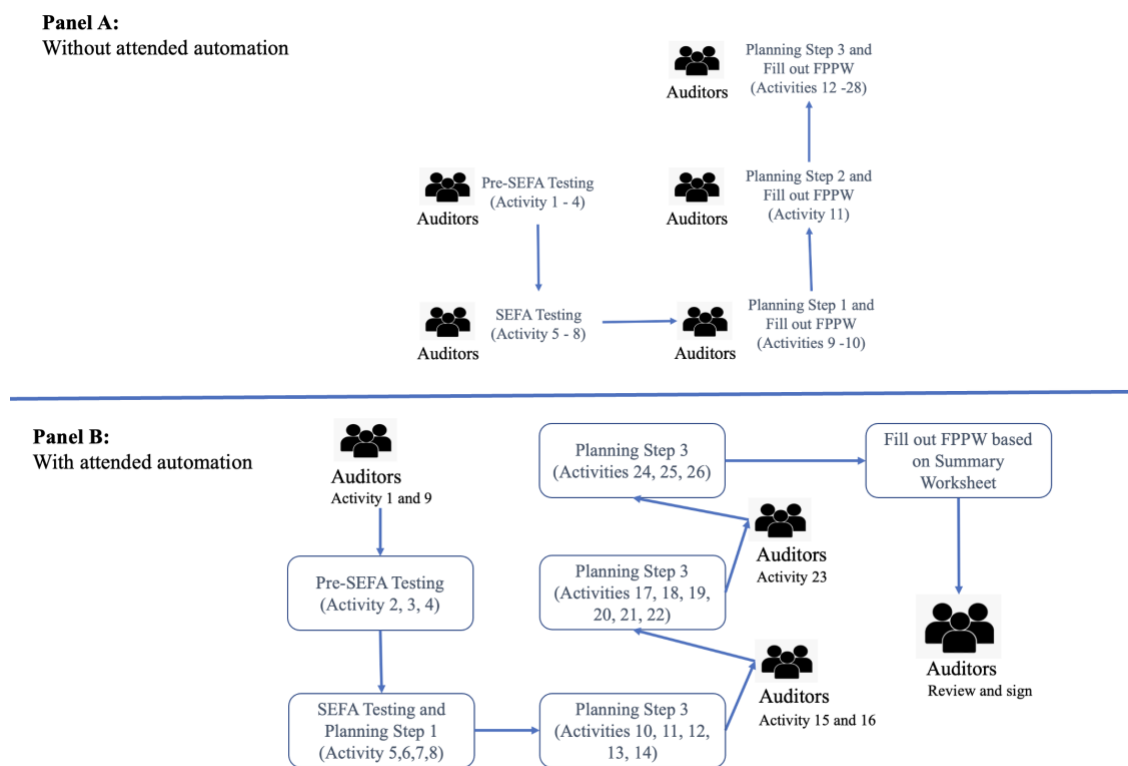 Panel A:
Without attended automation
Auditors
Pre-SEFA Testing
(Activity 1 - 4)
Auditors
SEFA Testing
(Activity 5 - 8)
Auditors
Planning Step 1 and
Fill out FPPW
(Activities 9 -10)
Auditors
Planning Step 2 and
Fill out FPPW
(Activity 11)
Auditors
Planning Step 3 and
Fill out FPPW
(Activities 12 -28)
Panel B:
With attended automation
Auditors
Activity 1 and 9
Pre-SEFA Testing
(Activity 2, 3, 4)
SEFA Testing and
Planning Step 1
(Activity 5,6,7,8)
Planning Step 3
(Activities 10, 11, 12,
13, 14)
Auditors
Activity 15 and 16
Planning Step 3
(Activities 17, 18, 19,
20, 21, 22)
Auditors
Activity 23
Planning Step 3
(Activities 24, 25, 26)
Fill out FPPW based
on Summary
Worksheet
Auditors
Review and sign